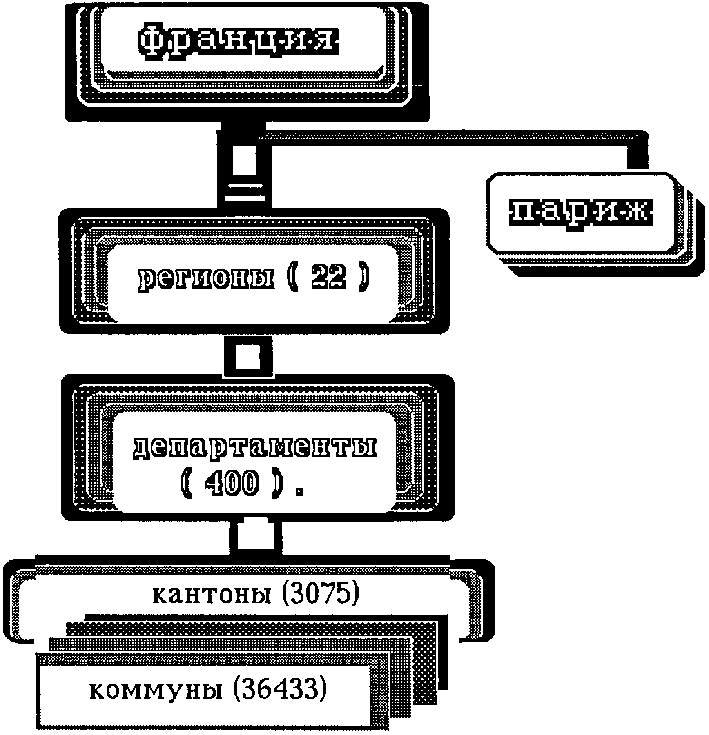 франция
париж
регионы ( 22 )
департаменты
( 400 ) .
кантоны (3075)
коммуны (36433)